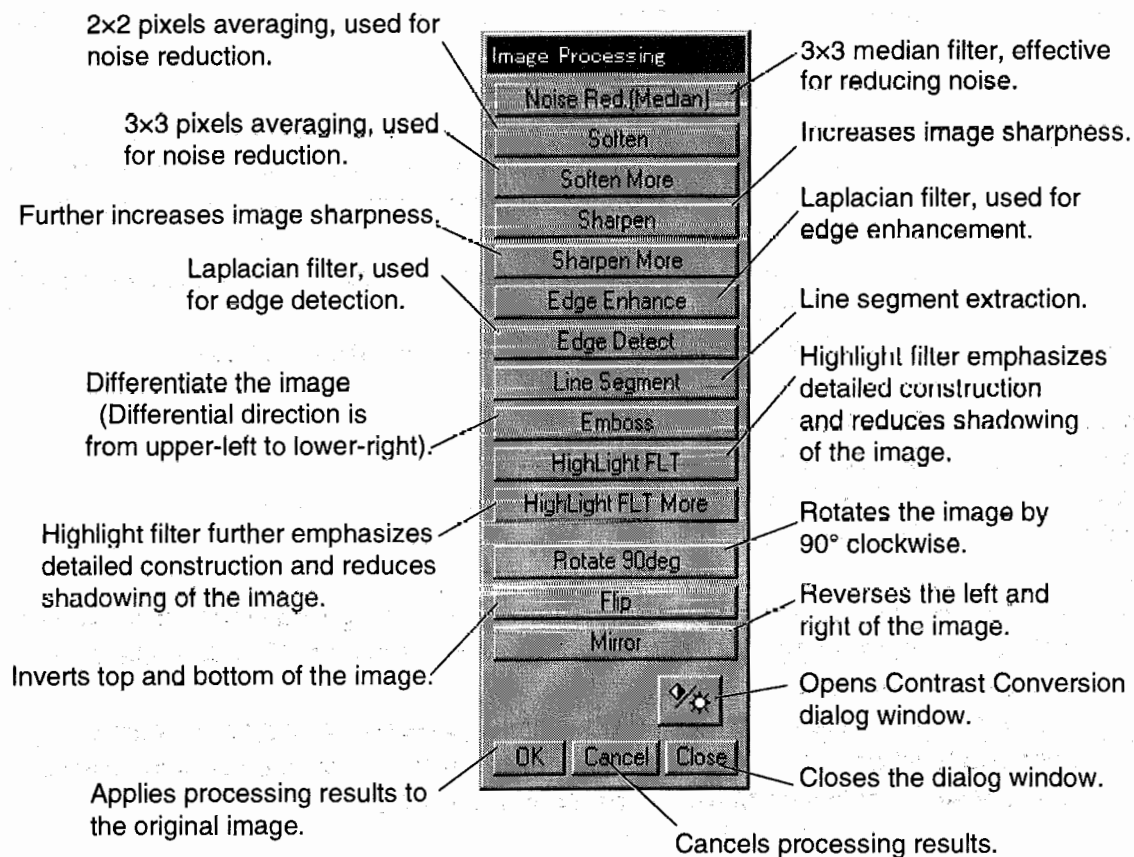 2×2 pixels averaging, used for
noise reduction.
3×3 pixels averaging, used
for noise reduction.
Further increases image sharpness.
Laplacian filter, used
for edge detection.
Differentiate the image
(Differential direction is
from upper-left to lower-right).
Highlight filter further emphasizes
detailed construction and reduces
shadowing of the image.
Inverts top and bottom of the image.
Applies processing results to
the original image.
Image Processing
Noise Red.(Median)
Soften
Soften More
Sharpen
Sharpen More
Edge Enhance
Edge Detect
Line Segment
Emboss
HighLight FLT
HighLight FLT More
Rotate 90deg
Flip
Mirror
OK Cancel Close
3×3 median filter, effective
for reducing noise.
Increases image sharpness.
Laplacian filter, used for
edge enhancement.
Line segment extraction.
Highlight filter emphasizes
detailed construction
and reduces shadowing
of the image.
Rotates the image by
90° clockwise.
Reverses the left and
right of the image.
Opens Contrast Conversion
dialog window.
Closes the dialog window.
Cancels processing results.